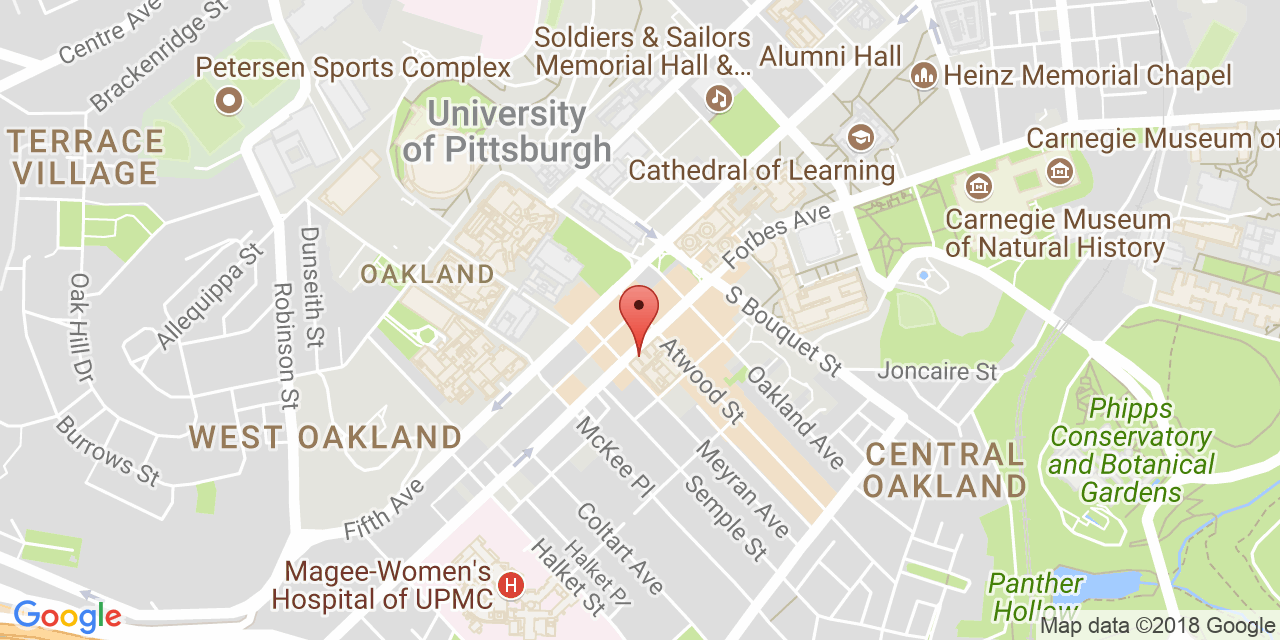 Centre Ave
Brackenridge St
Soldiers & Sailors
Memorial Hall &...
Alumni Hall
Petersen Sports Complex
Heinz Memorial Chapel
University
of Pittsburgh
TERRACE
VILLAGE
Carnegie Museum of
Cathedral of Learning
Carnegie Museum
of Natural History
Forbes Ave
Dunseith St
Allequippa St
OAKLAND
Oak Hill Dr
Robinson St
S Bouquet St
Atwood St
Joncaire St
Oakland Ave
Phipps
Conservatory
and Botanical
Gardens
WEST OAKLAND
Burrows St
McKee Pl
Meyran Ave
CENTRAL
OAKLAND
Fifth Ave
Semple St
Coltart Ave
Halket Pl
Halket St
Magee-Women's
Hospital of UPMC
H
Panther
Hollow
Google
Map data ©2018 Google